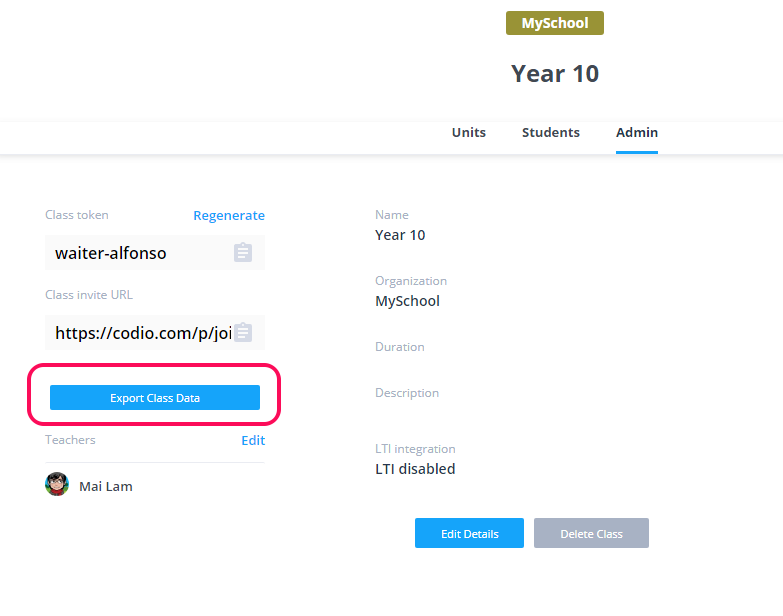 MySchool
Year 10
Units Students Admin
Class token Regenerate
waiter-alfonso
Class invite URL
https://codio.com/p/joi
Export Class Data
Teachers Edit
Mai Lam
Name
Year 10
Organization
MySchool
Duration
Description
LTI integration
LTI disabled
Edit Details Delete Class